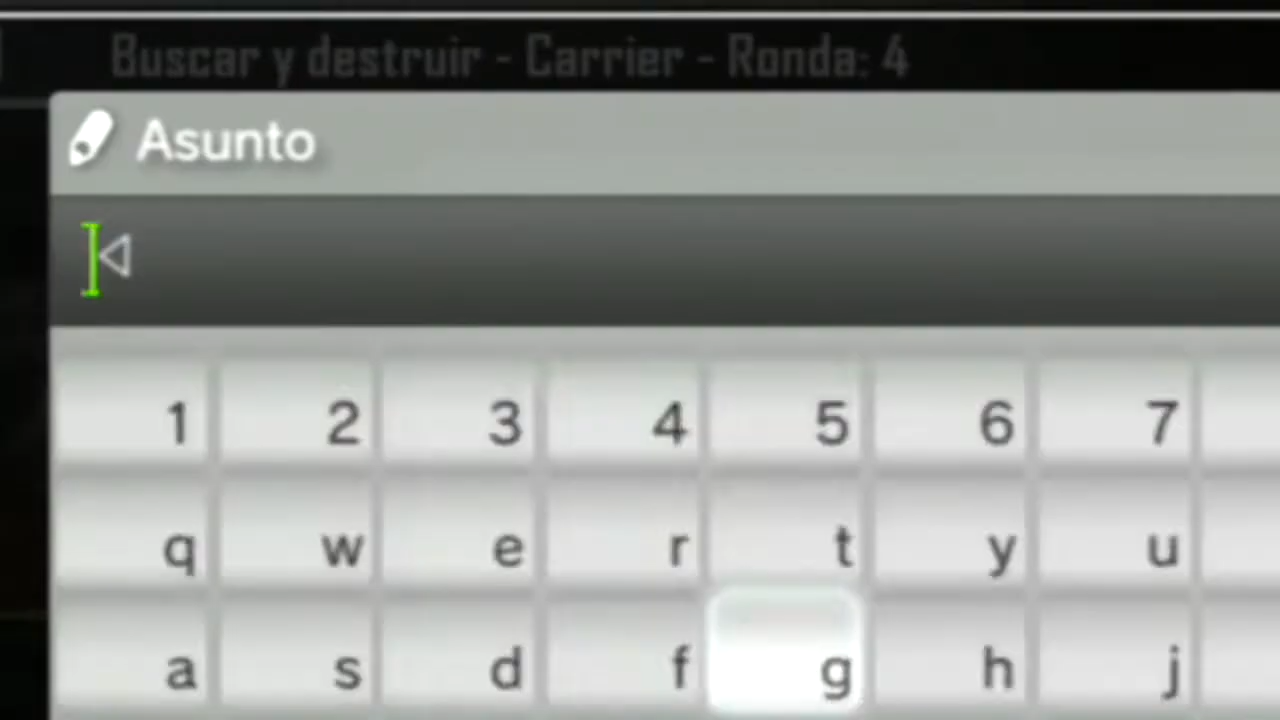 Buscar y destruir - Carrier - Ronda: 4
Asunto
1 2 3 4 5 6 7
q w e r t y u
a s d f g h j